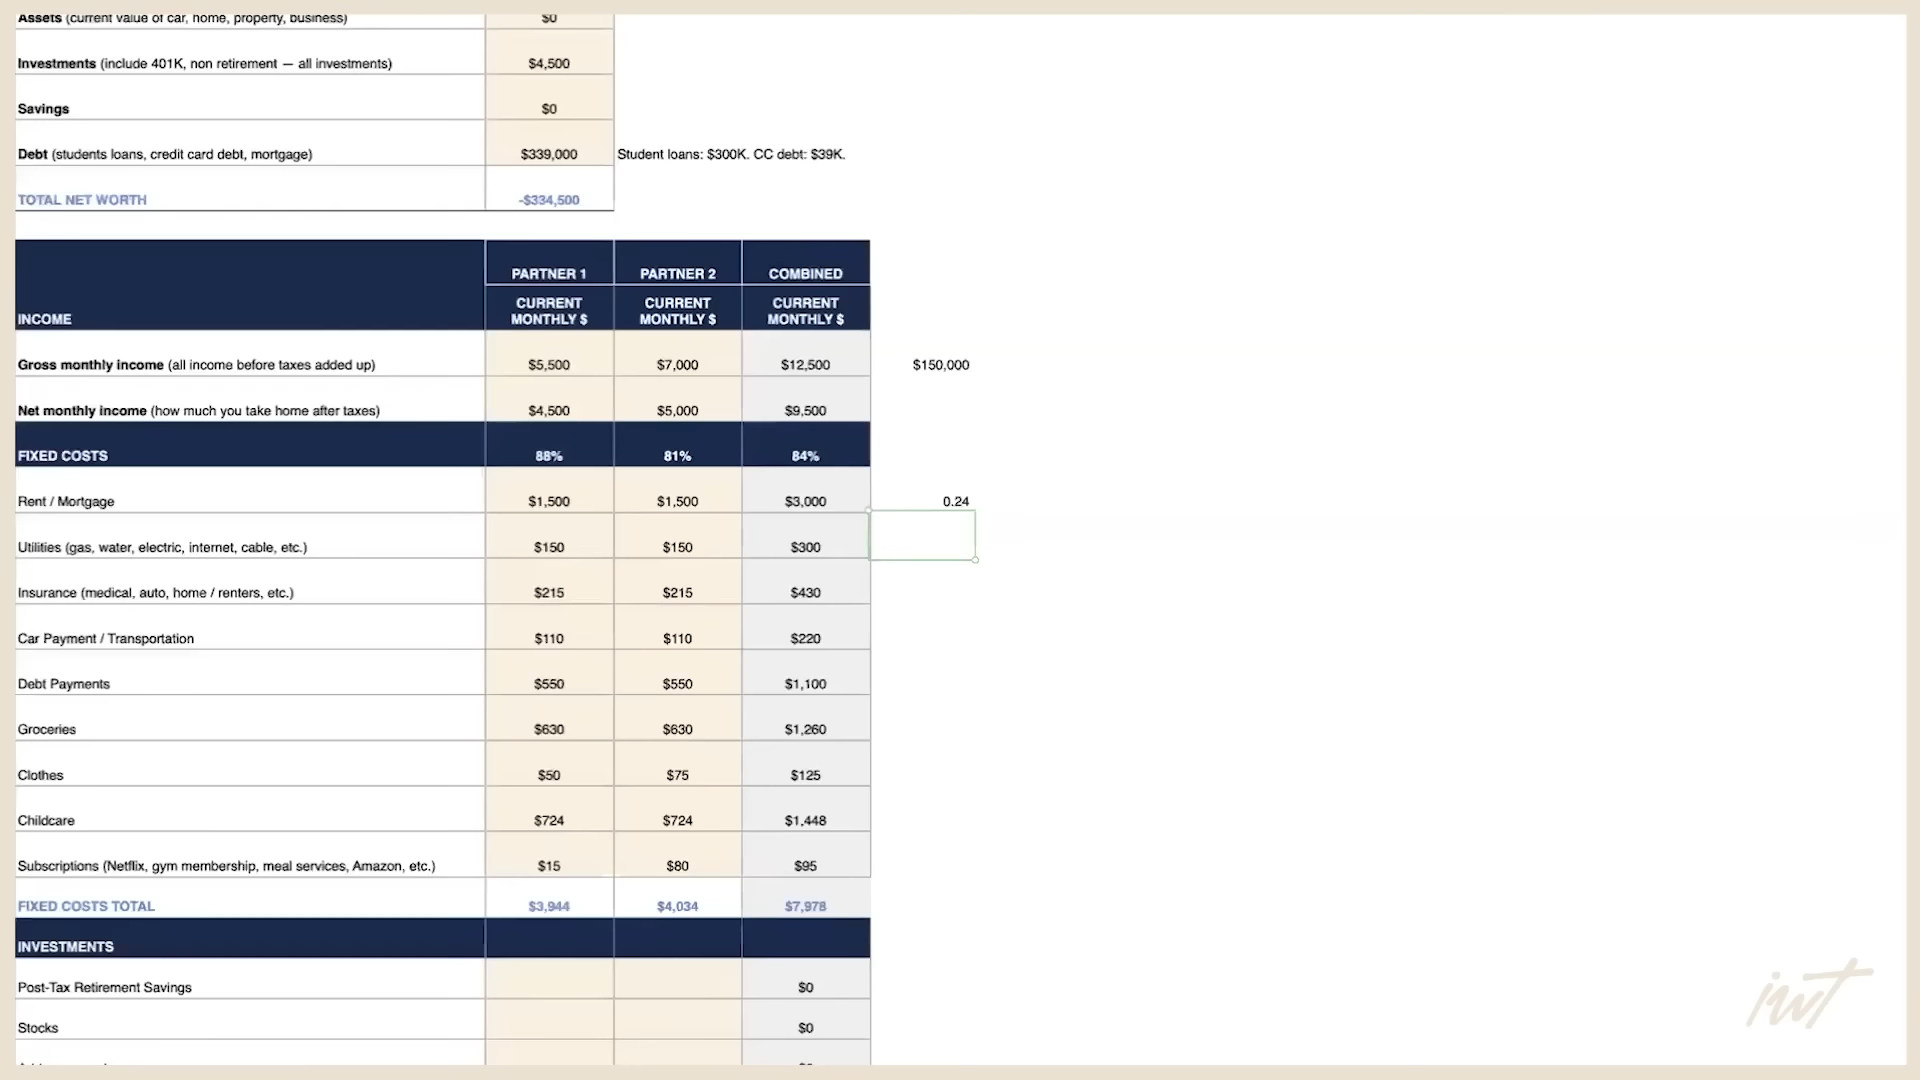 Assets (current value of car, home, property, business) $0
Investments (include 401K, non retirement — all investments) $4,500
Savings $0
Debt (students loans, credit card debt, mortgage) $339,000 Student loans: $300K. CC debt: $39K.
TOTAL NET WORTH -$334,500
PARTNER 1 PARTNER 2 COMBINED
CURRENT CURRENT CURRENT
INCOME MONTHLY $ MONTHLY $ MONTHLY $
Gross monthly income (all income before taxes added up) $5,500 $7,000 $12,500 $150,000
Net monthly income (how much you take home after taxes) $4,500 $5,000 $9,500
FIXED COSTS 88% 81% 84%
Rent / Mortgage $1,500 $1,500 $3,000 0.24
Utilities (gas, water, electric, internet, cable, etc.) $150 $150 $300
Insurance (medical, auto, home / renters, etc.) $215 $215 $430
Car Payment / Transportation $110 $110 $220
Debt Payments $550 $550 $1,100
Groceries $630 $630 $1,260
Clothes $50 $75 $125
Childcare $724 $724 $1,448
Subscriptions (Netflix, gym membership, meal services, Amazon, etc.) $15 $80 $95
FIXED COSTS TOTAL $3,944 $4,034 $7,978
INVESTMENTS
Post-Tax Retirement Savings $0
Stocks $0
iwt